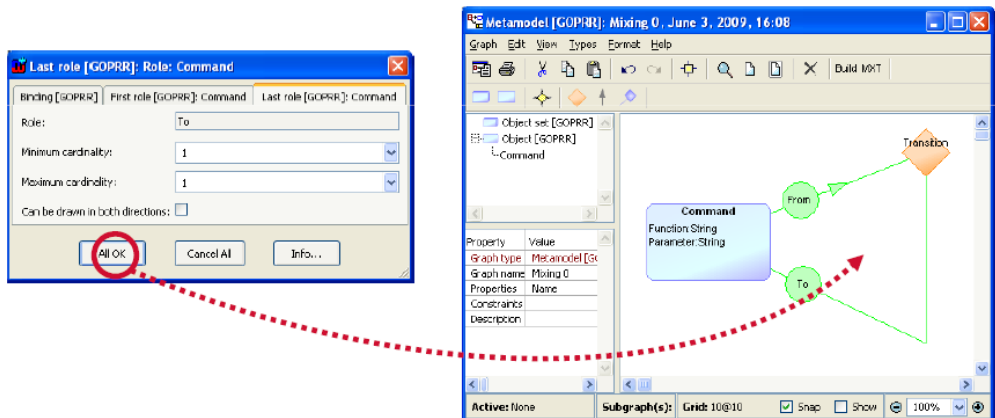 Last role [GOPRR]: Role: Command
Binding [GOPRR] First role [GOPRR]: Command Last role [GOPRR]: Command
Role: To
Minimum cardinality: 1
Maximum cardinality: 1
Can be drawn in both directions:
All OK Cancel All Info...
Metamodel [GOPRR]: Mixing 0, June 3, 2009, 16:08
Graph Edit View Types Format Help
Build MXT
Object set [GOPRR]
Object [GOPRR]
Command
Property Value
Graph type Metamodel [GO
Graph name Mixing 0
Properties Name
Constraints
Description
Transition
From
Command
Function:String
Parameter:String
To
Active: None Subgraph(s): Grid: 10@10 Snap Show 100%